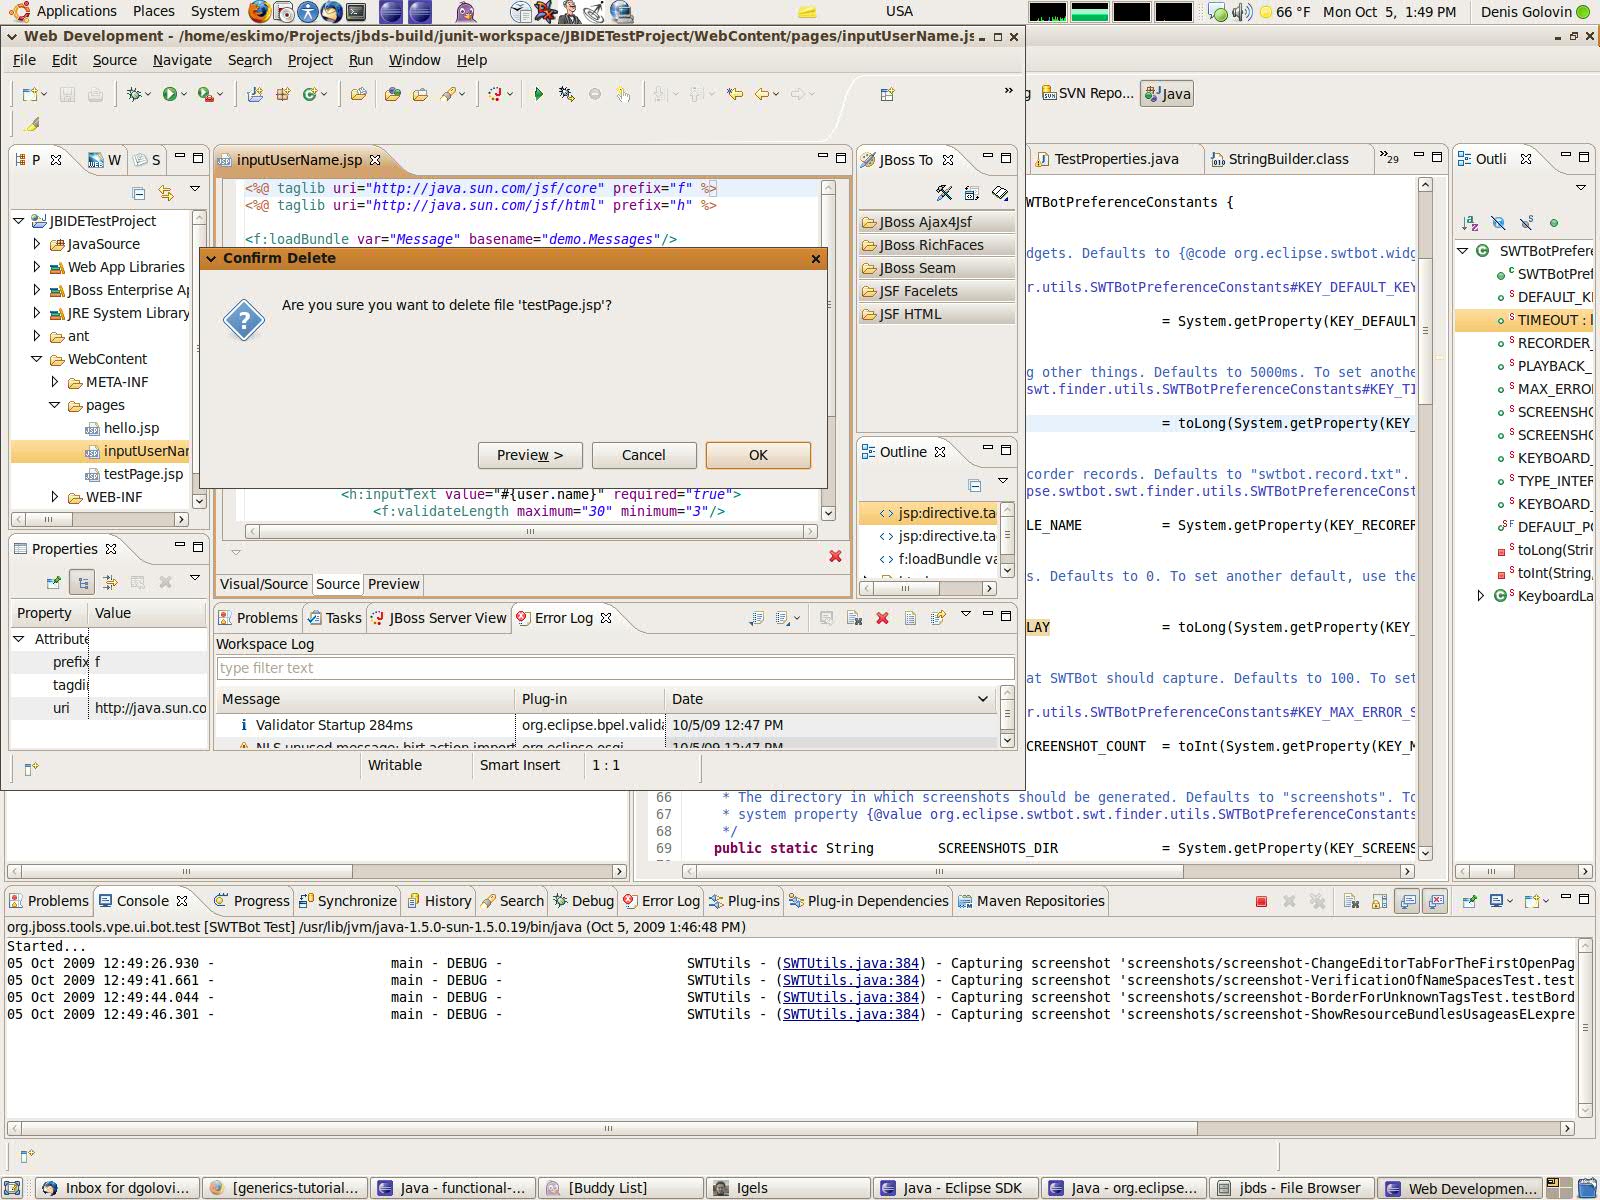 Applications Places System USA 66 °F Mon Oct 5, 1:49 PM Denis Golovin
Web Development - /home/eskimo/Projects/jbds-build/junit-workspace/JBIDETestProject/WebContent/pages/inputUserName.js
File Edit Source Navigate Search Project Run Window Help
SVN Repo... Java
P W S
inputUserName.jsp
JBoss To
TestProperties.java StringBuilder.class 29
Outli
JBIDETestProject
JavaSource
Web App Libraries
JBoss Enterprise Ap
JRE System Library
ant
WebContent
META-INF
pages
hello.jsp
inputUserNar
testPage.jsp
WEB-INF
<%@ taglib uri="http://java.sun.com/jsf/core" prefix="f" %>
<%@ taglib uri="http://java.sun.com/jsf/html" prefix="h" %>
<f:loadBundle var="Message" basename="demo.Messages"/>
Confirm Delete
Are you sure you want to delete file 'testPage.jsp'?
Preview > Cancel OK
<h:inputText value="#{user.name}" required="true">
<f:validateLength maximum="30" minimum="3"/>
Visual/Source Source Preview
JBoss Ajax4Jsf
JBoss RichFaces
JBoss Seam
JSF Facelets
JSF HTML
Outline
jsp:directive.ta
jsp:directive.ta
f:loadBundle va
WTBotPreferenceConstants {
dgets. Defaults to {@code org.eclipse.swtbot.widg
r.utils.SWTBotPreferenceConstants#KEY_DEFAULT_KEY
= System.getProperty(KEY_DEFAULT
g other things. Defaults to 5000ms. To set anothe
swt.finder.utils.SWTBotPreferenceConstants#KEY_TI
= toLong(System.getProperty(KEY_
corder records. Defaults to "swtbot.record.txt".
pse.swtbot.swt.finder.utils.SWTBotPreferenceConst
LE_NAME = System.getProperty(KEY_RECORER
s. Defaults to 0. To set another default, use the
LAY = toLong(System.getProperty(KEY_
at SWTBot should capture. Defaults to 100. To set
r.utils.SWTBotPreferenceConstants#KEY_MAX_ERROR_S
CREENSHOT_COUNT = toInt(System.getProperty(KEY_M
66 * The directory in which screenshots should be generated. Defaults to "screenshots". To
67 * system property {@value org.eclipse.swtbot.swt.finder.utils.SWTBotPreferenceConstants
68 */
69 public static String SCREENSHOTS_DIR = System.getProperty(KEY_SCREENS
SWTBotPrefere
SWTBotPref
DEFAULT_KE
TIMEOUT : l
RECORDER_
PLAYBACK_
MAX_ERROR
SCREENSHO
SCREENSHO
KEYBOARD_
TYPE_INTER
KEYBOARD_
DEFAULT_PO
toLong(Strin
toInt(String,
KeyboardLa
Properties
Property Value
Attribute
prefix f
tagdi
uri http://java.sun.co
Problems Tasks JBoss Server View Error Log
Workspace Log
type filter text
Message Plug-in Date
Validator Startup 284ms org.eclipse.bpel.valida 10/5/09 12:47 PM
NLS unused message: birt action import org.eclipse.osgi 10/5/09 12:47 PM
Writable Smart Insert 1 : 1
Problems Console Progress Synchronize History Search Debug Error Log Plug-ins Plug-in Dependencies Maven Repositories
org.jboss.tools.vpe.ui.bot.test [SWTBot Test] /usr/lib/jvm/java-1.5.0-sun-1.5.0.19/bin/java (Oct 5, 2009 1:46:48 PM)
Started...
05 Oct 2009 12:49:26.930 - main - DEBUG - SWTUtils - (SWTUtils.java:384) - Capturing screenshot 'screenshots/screenshot-ChangeEditorTabForTheFirstOpenPag
05 Oct 2009 12:49:41.661 - main - DEBUG - SWTUtils - (SWTUtils.java:384) - Capturing screenshot 'screenshots/screenshot-VerificationOfNameSpacesTest.test
05 Oct 2009 12:49:44.044 - main - DEBUG - SWTUtils - (SWTUtils.java:384) - Capturing screenshot 'screenshots/screenshot-BorderForUnknownTagsTest.testBord
05 Oct 2009 12:49:46.301 - main - DEBUG - SWTUtils - (SWTUtils.java:384) - Capturing screenshot 'screenshots/screenshot-ShowResourceBundlesUsageasELexpre
Inbox for dgolovi... [generics-tutorial... Java - functional-... [Buddy List] Igels Java - Eclipse SDK Java - org.eclipse... jbds - File Browser Web Developmen...